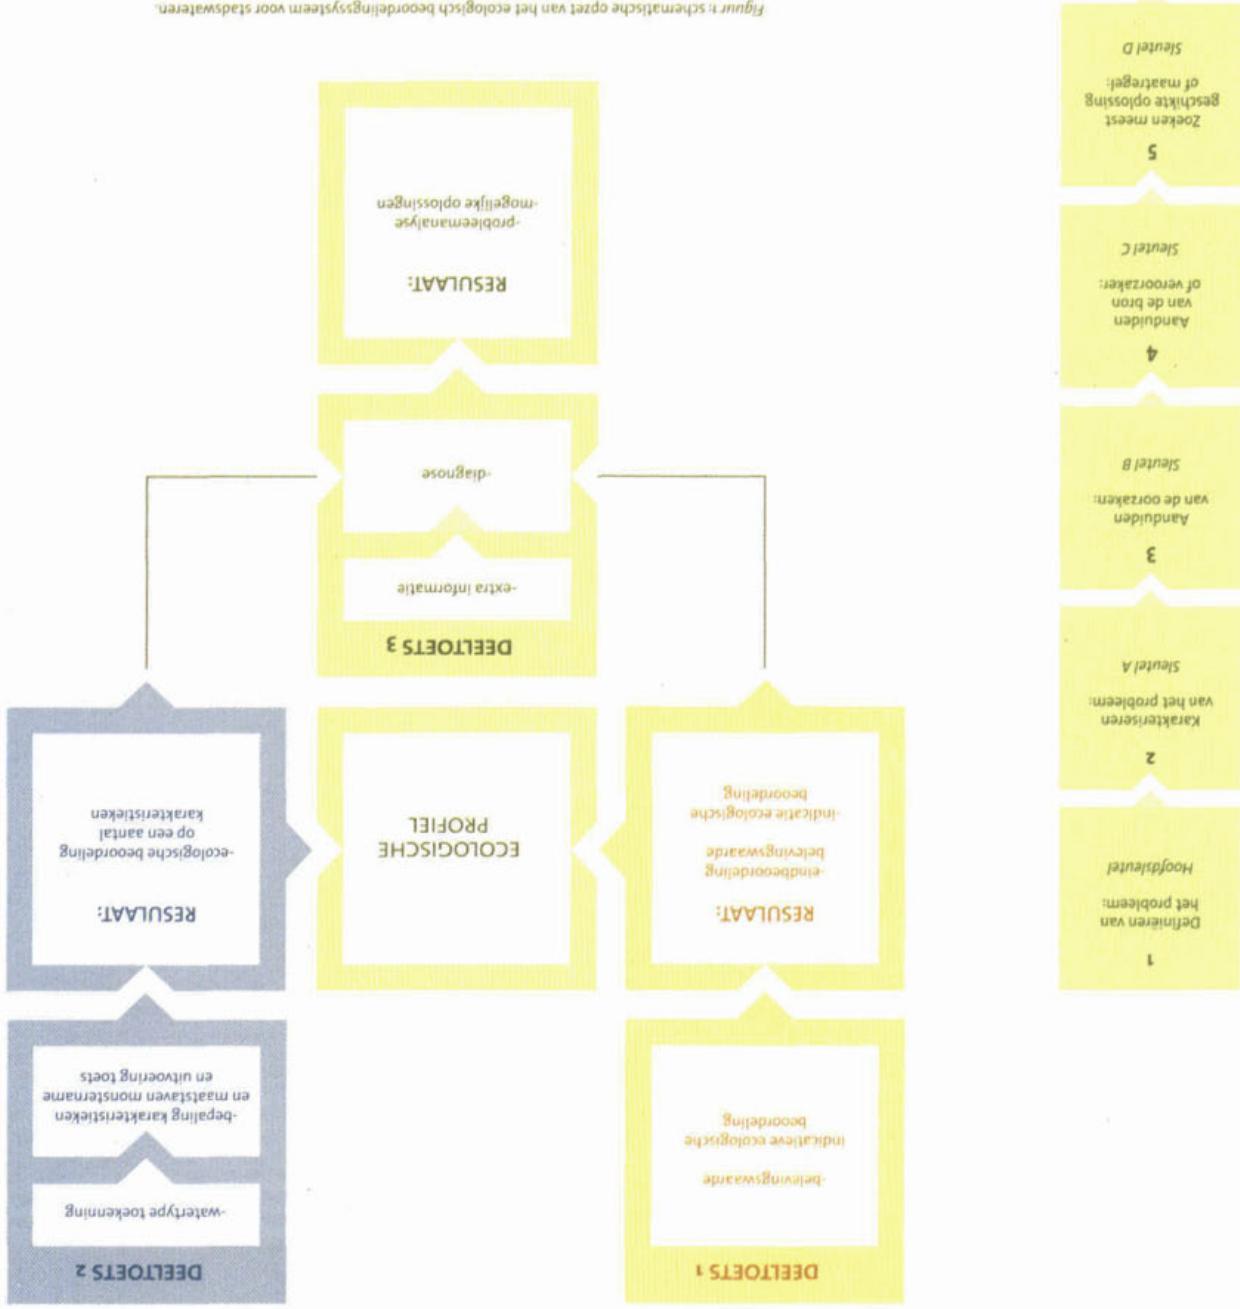 1
Definiëren van
het probleem:
Hoofdsleutel
2
Karakteriseren
van het probleem:
Sleutel A
3
Aanduiden
van de oorzaken:
Sleutel B
4
Aanduiden
van de bron
of veroorzaker:
Sleutel C
5
Zoeken meest
geschikte oplossing
of maatregel:
Sleutel D
DEELTOETS 1
-belevingswaarde
indicatieve ecologische
beoordeling
RESULAAT:
-eindbeoordeling
belevingswaarde
-indicatie ecologische
beoordeling
DEELTOETS 2
-watertype toekenning
-bepaling karakteristieken
en maatstaven monstername
en uitvoering toets
RESULAAT:
-ecologische beoordeling
op een aantal
karakteristieken
ECOLOGISCHE
PROFIEL
DEELTOETS 3
-extra informatie
-diagnose
RESULAAT:
-probleemanalyse
-mogelijke oplossingen
Figuur 1: schematische opzet van het ecologisch beoordelingssysteem voor stadswateren.